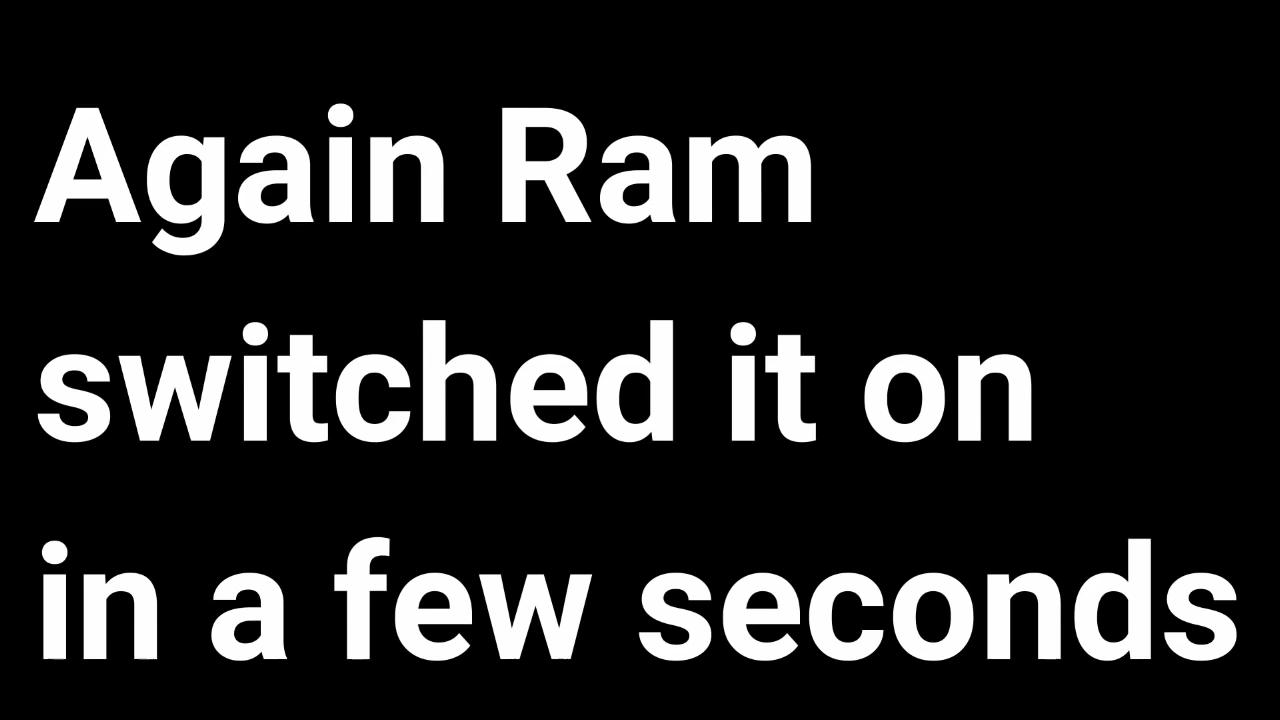 Again Ram
switched it on
in a few seconds